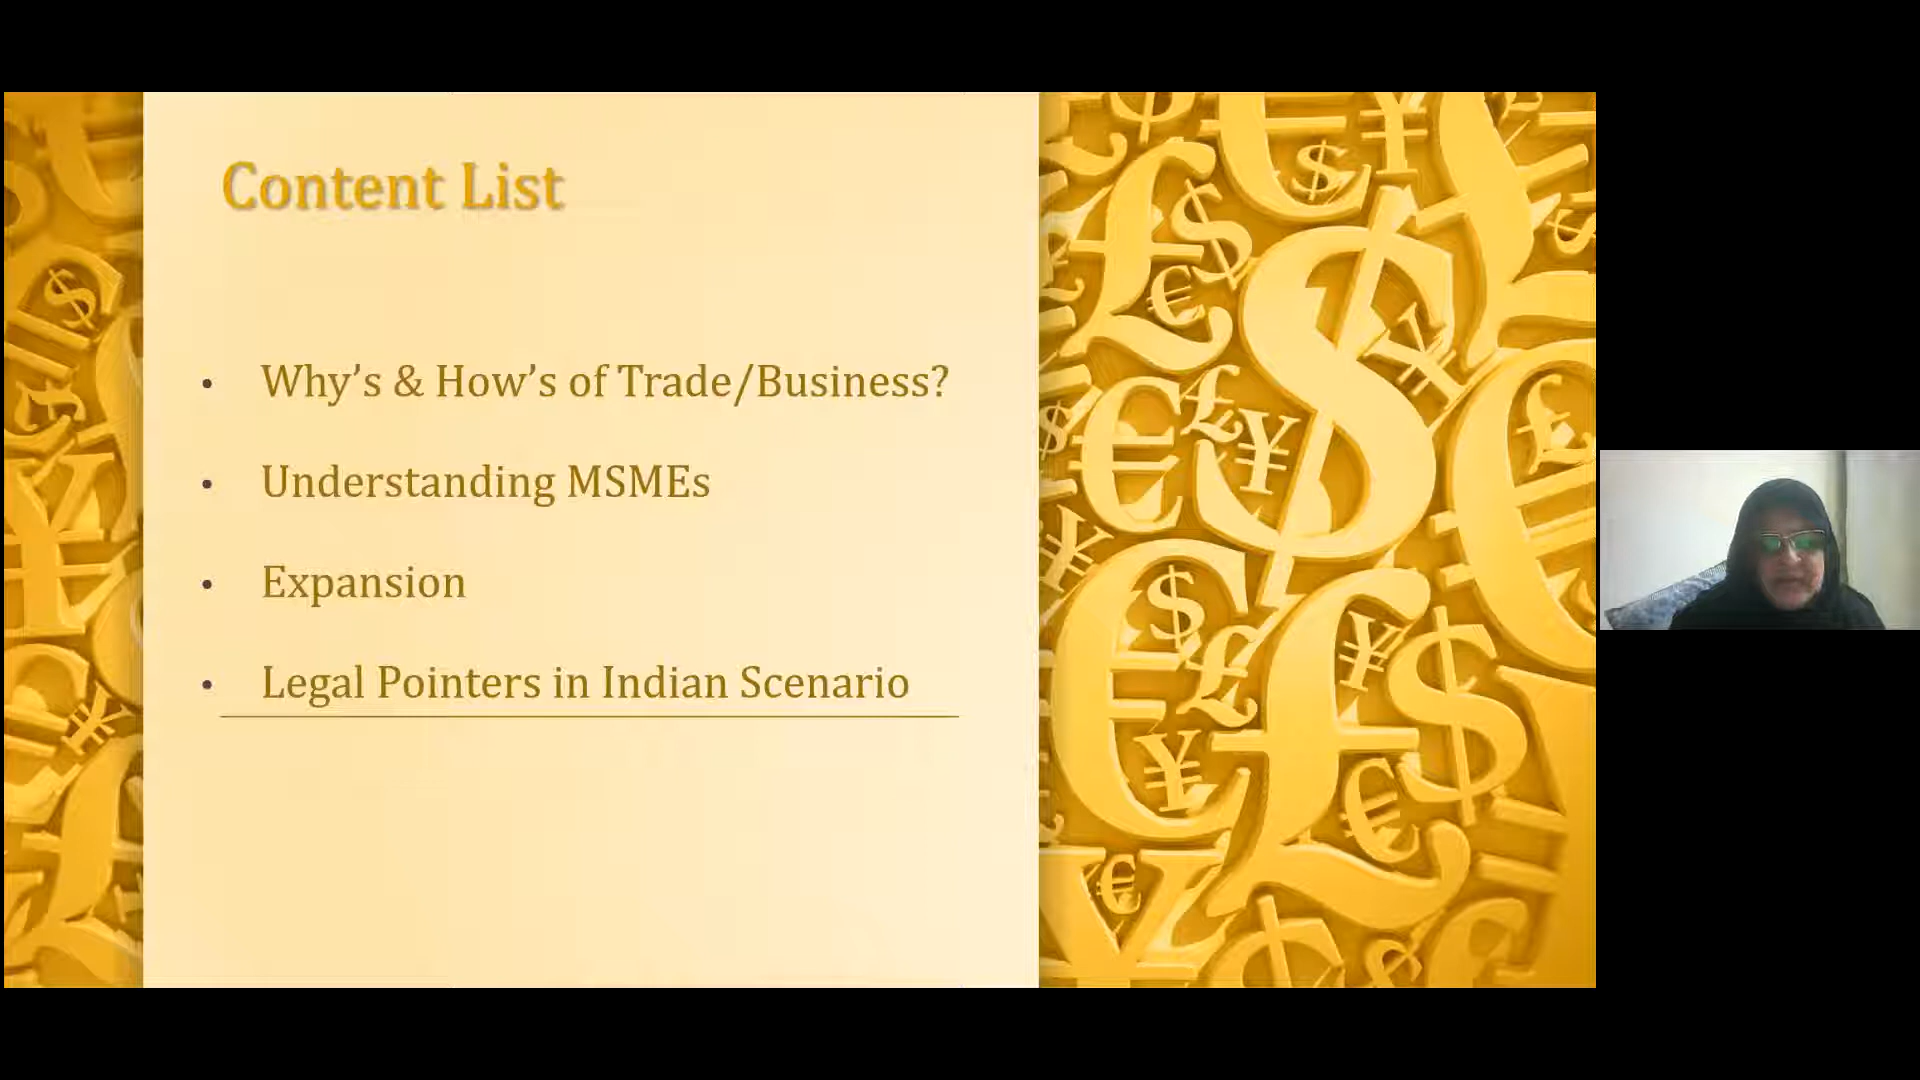 Content List
• Why’s & How’s of Trade/Business?
• Understanding MSMEs
• Expansion
• Legal Pointers in Indian Scenario